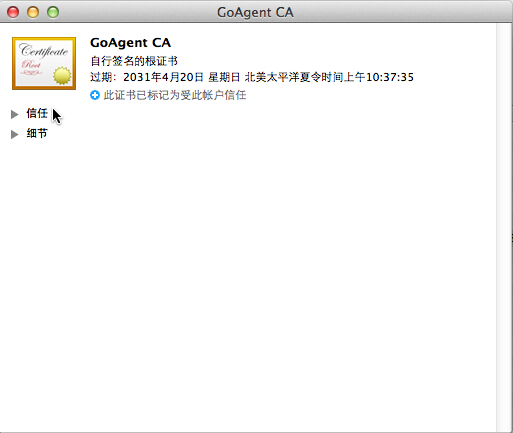 GoAgent CA
Certificate
Root
GoAgent CA
自行签名的根证书
过期：2031年4月20日 星期日 北美太平洋夏令时间上午10:37:35
此证书已标记为受此帐户信任
信任
细节